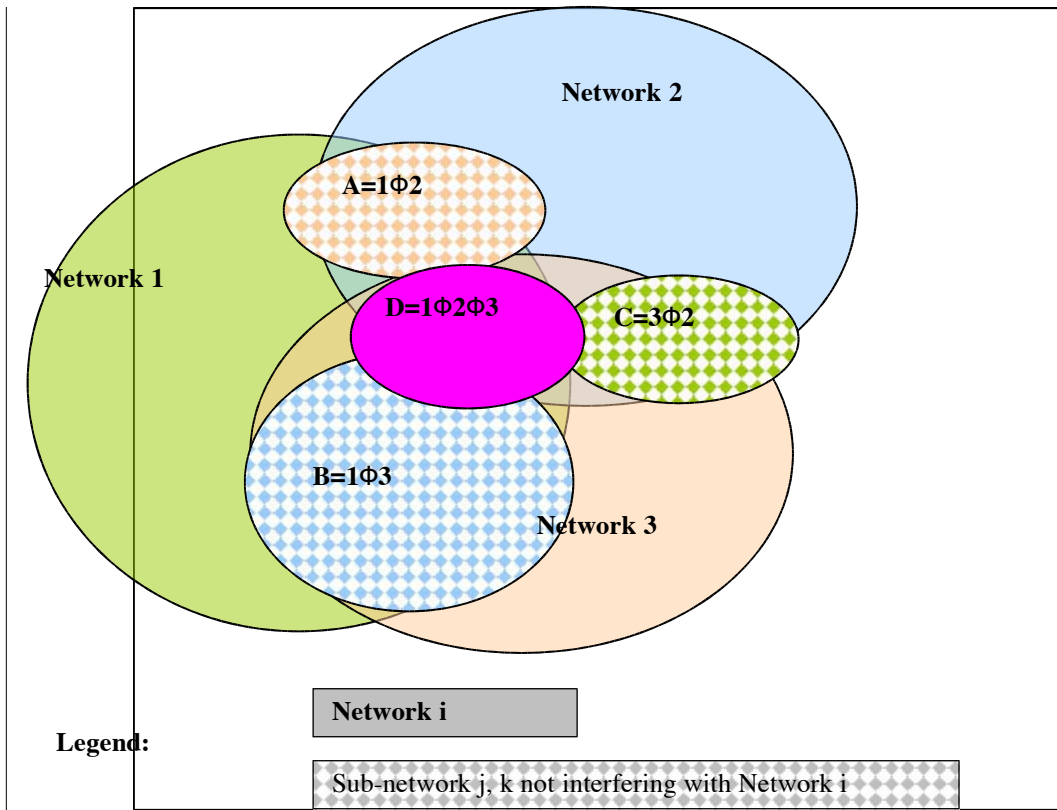 Network 2
A=1Φ2
Network 1
D=1Φ2Φ3
C=3Φ2
B=1Φ3
Network 3
Network i
Legend:
Sub-network j, k not interfering with Network i